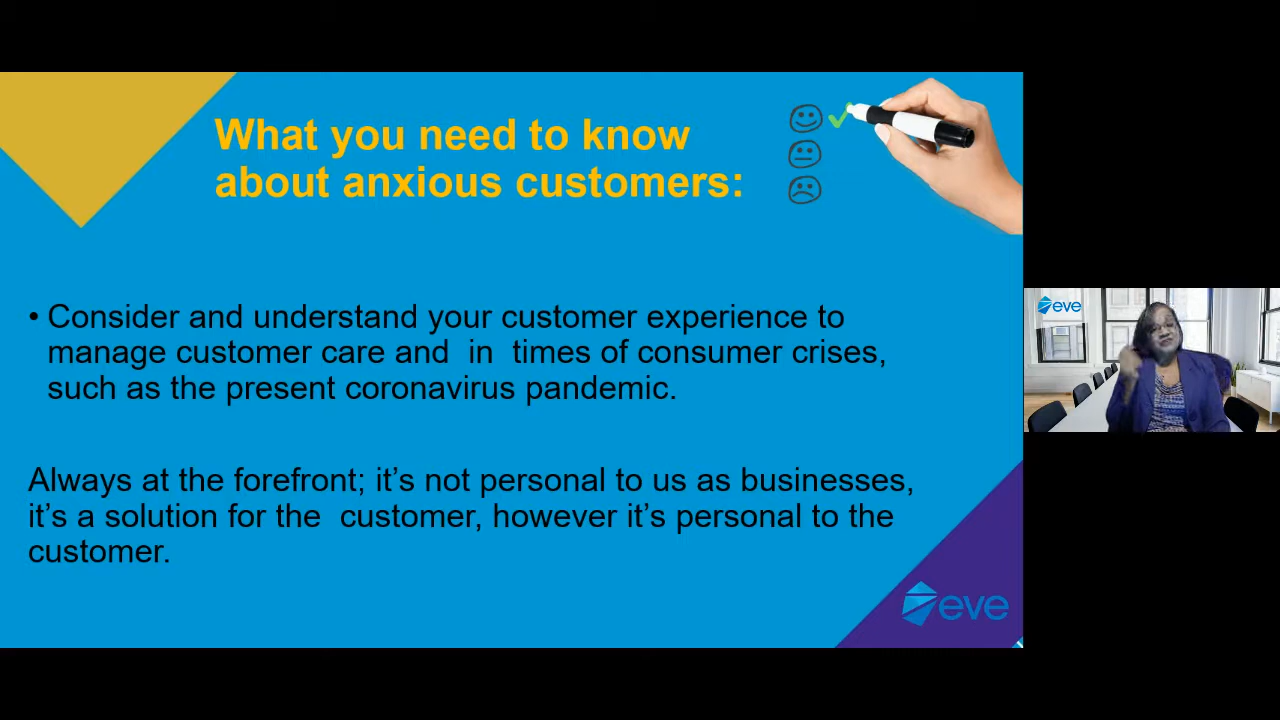 What you need to know
about anxious customers:
• Consider and understand your customer experience to
manage customer care and  in  times of consumer crises,
such as the present coronavirus pandemic.
Always at the forefront; it’s not personal to us as businesses,
it’s a solution for the  customer, however it’s personal to the
customer.
eve
eve